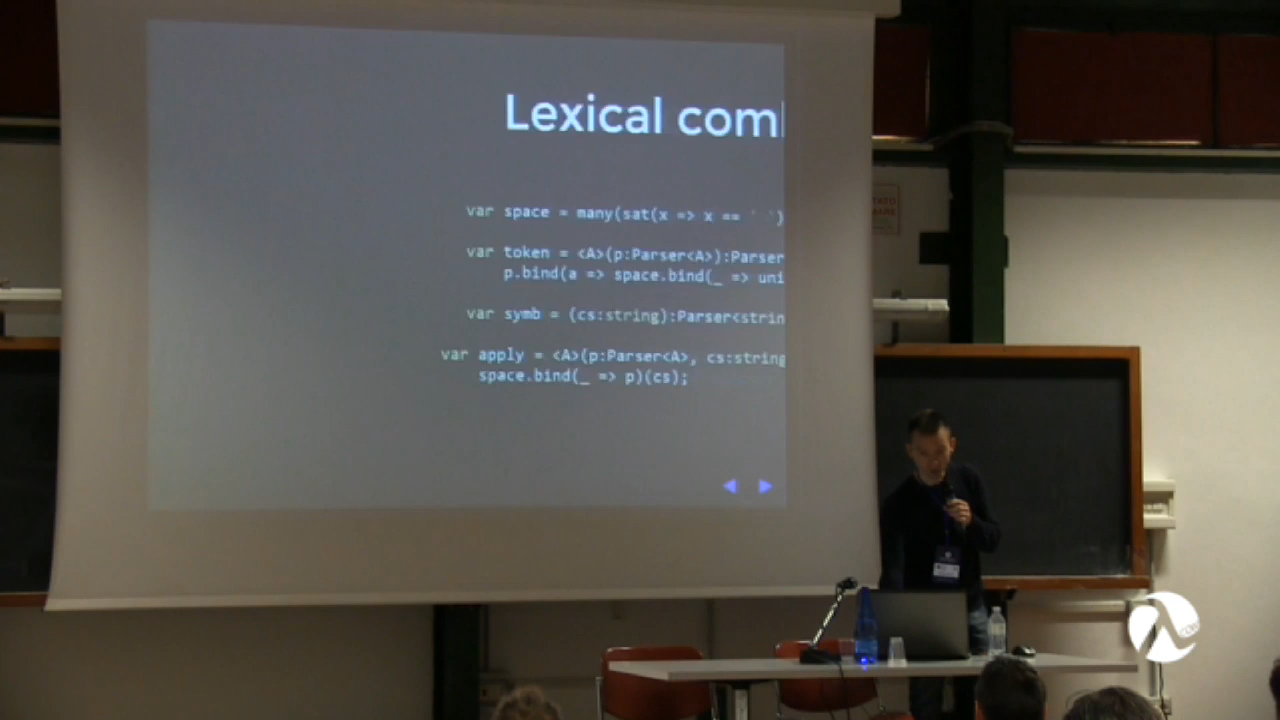 Lexical com
var space = many(sat(x => x == ' ')
var token = <A>(p:Parser<A>):Parser
p.bind(a => space.bind(_ => uni
var symb = (cs:string):Parser<strin
var apply = <A>(p:Parser<A>, cs:string
space.bind(_ => p)(cs);